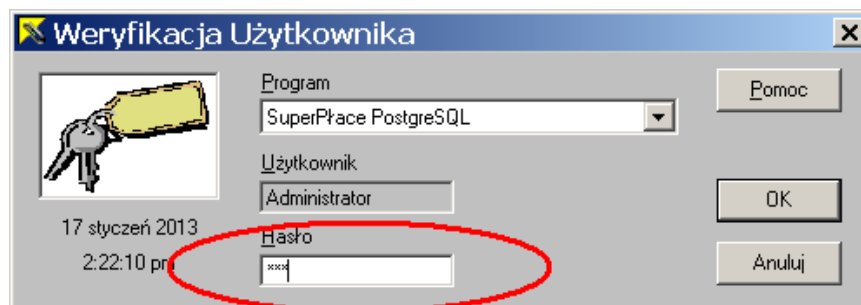 Weryfikacja Użytkownika
Program
Pomoc
SuperPłace PostgreSQL
Użytkownik
Administrator
OK
17 styczeń 2013
Hasło
2:22:10 pm
***
Anuluj